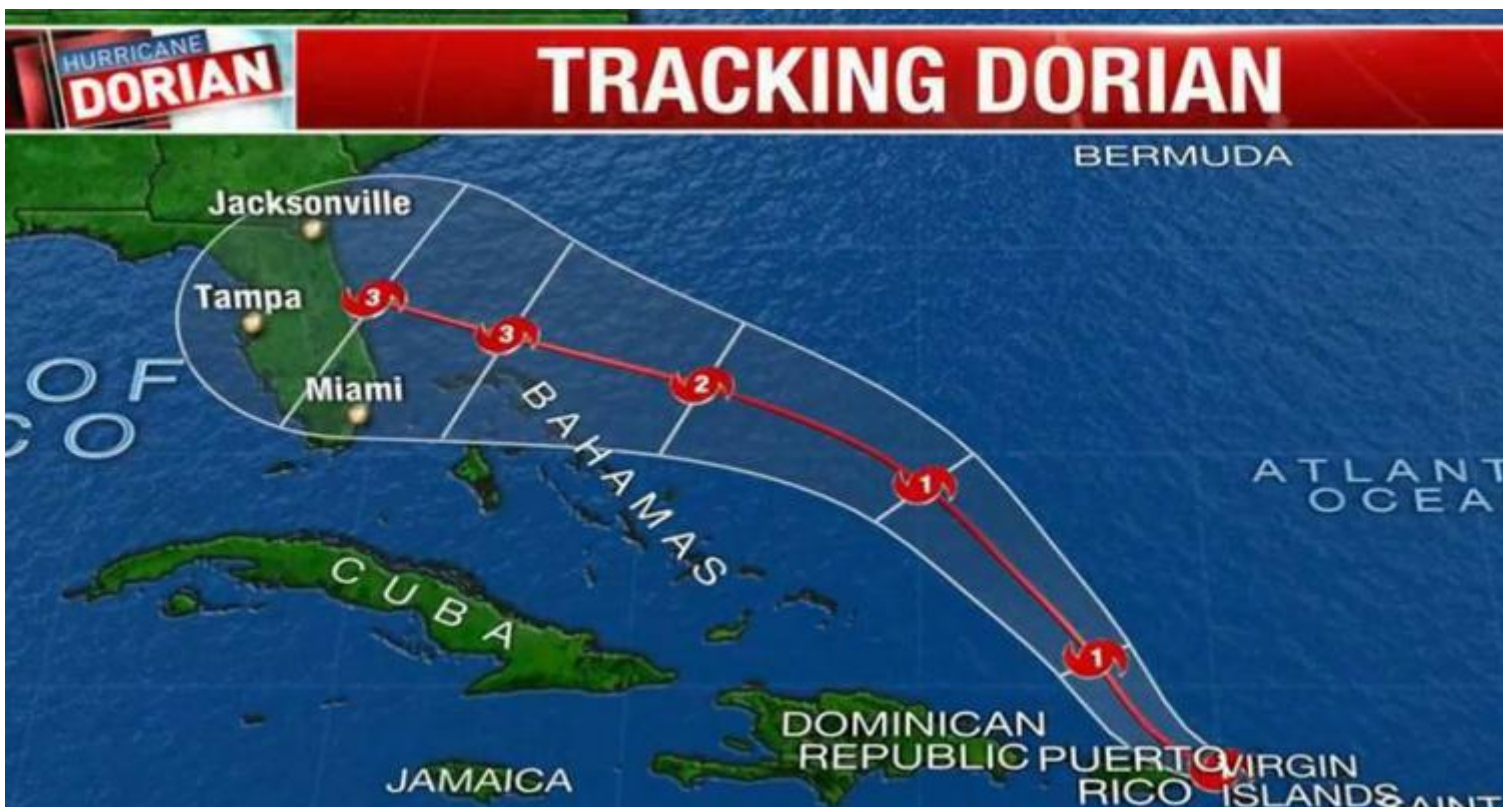 HURRICANE
DORIAN
TRACKING DORIAN
BERMUDA
Jacksonville
Tampa
Miami
OF
CO
3
3
2
1
1
BAHAMAS
ATLANT
OCEA
CUBA
DOMINICAN
REPUBLIC
PUERTO
RICO
VIRGIN
ISLANDS
JAMAICA